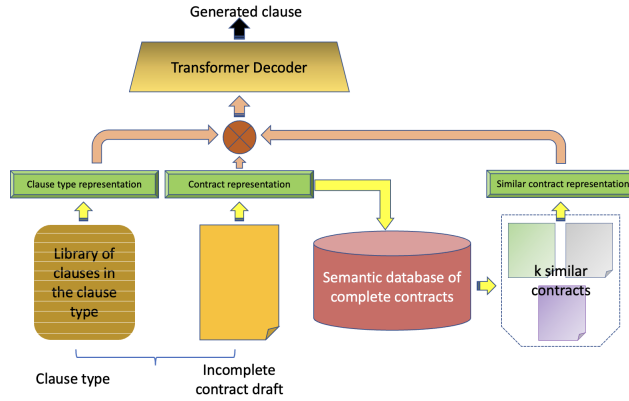 Generated clause
Transformer Decoder
Clause type representation
Contract representation
Similar contract representation
Library of
clauses in
the clause
type
Semantic database of
complete contracts
k similar
contracts
Clause type
Incomplete
contract draft